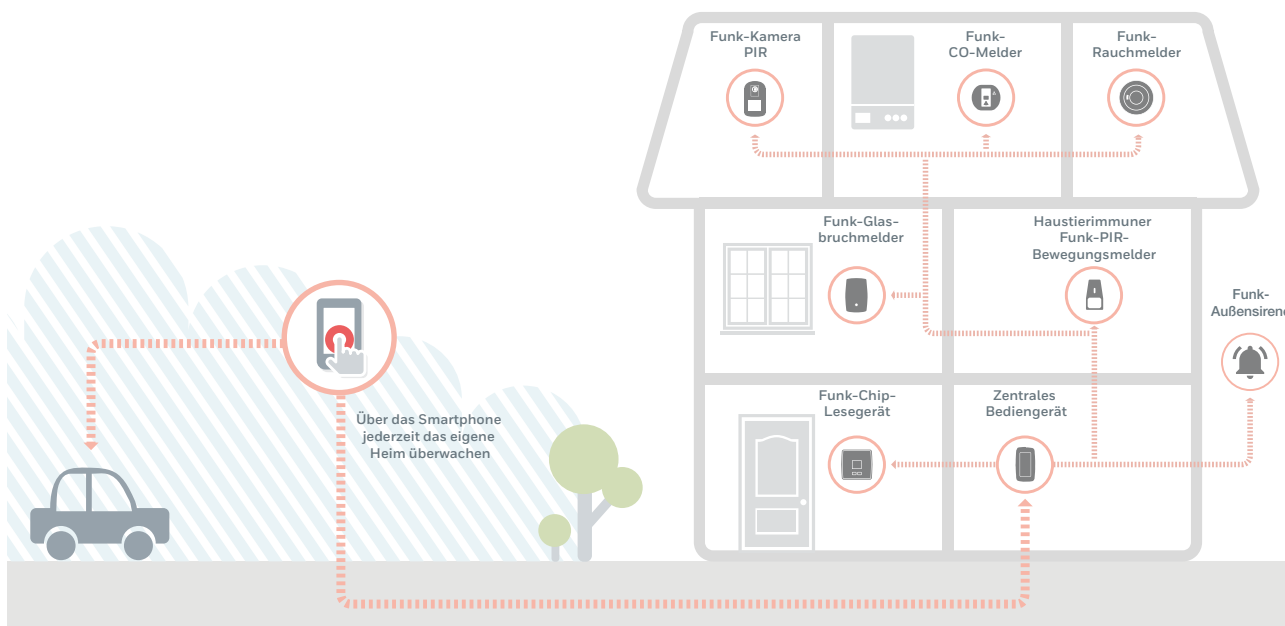 Funk-Kamera
PIR
Funk-
CO-Melder
Funk-
Rauchmelder
Funk-Glas-
bruchmelder
Haustierimmuner
Funk-PIR-
Bewegungsmelder
Funk-
Außensirene
Über das Smartphone
jederzeit das eigene
Heim überwachen
Funk-Chip-
Lesegerät
Zentrales
Bediengerät